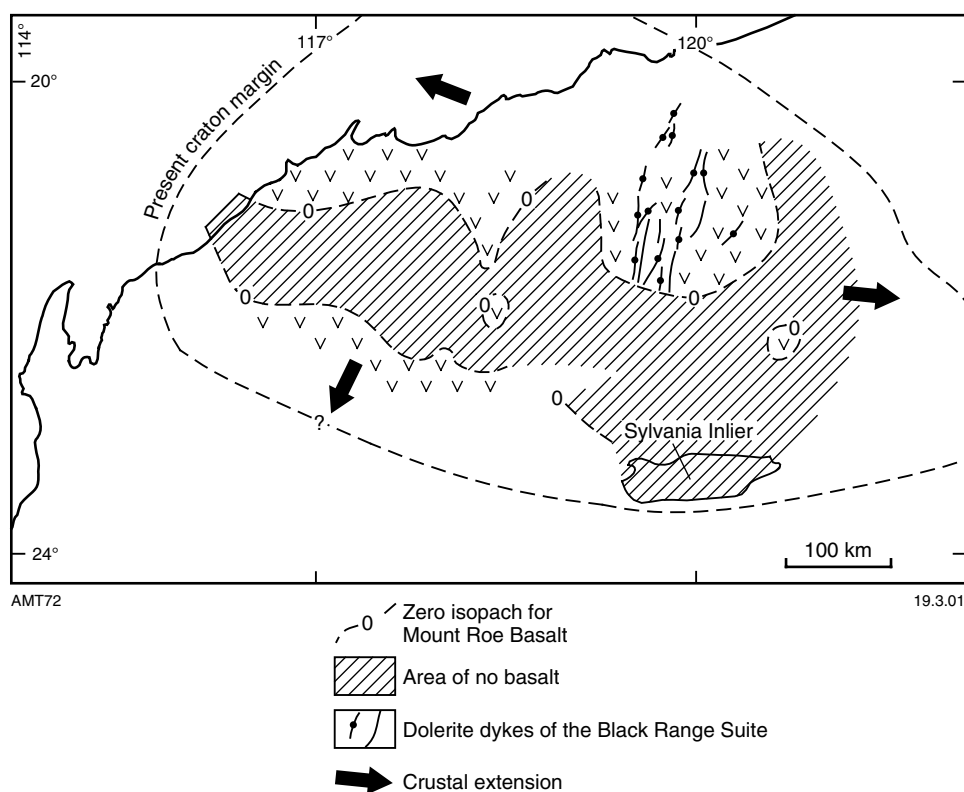 114°
117°
120°
20°
Present craton margin
0
0
0
0
0
0
0
?
Sylvania Inlier
24°
100 km
AMT72
19.3.01
0
Zero isopach for
Mount Roe Basalt
Area of no basalt
Dolerite dykes of the Black Range Suite
Crustal extension